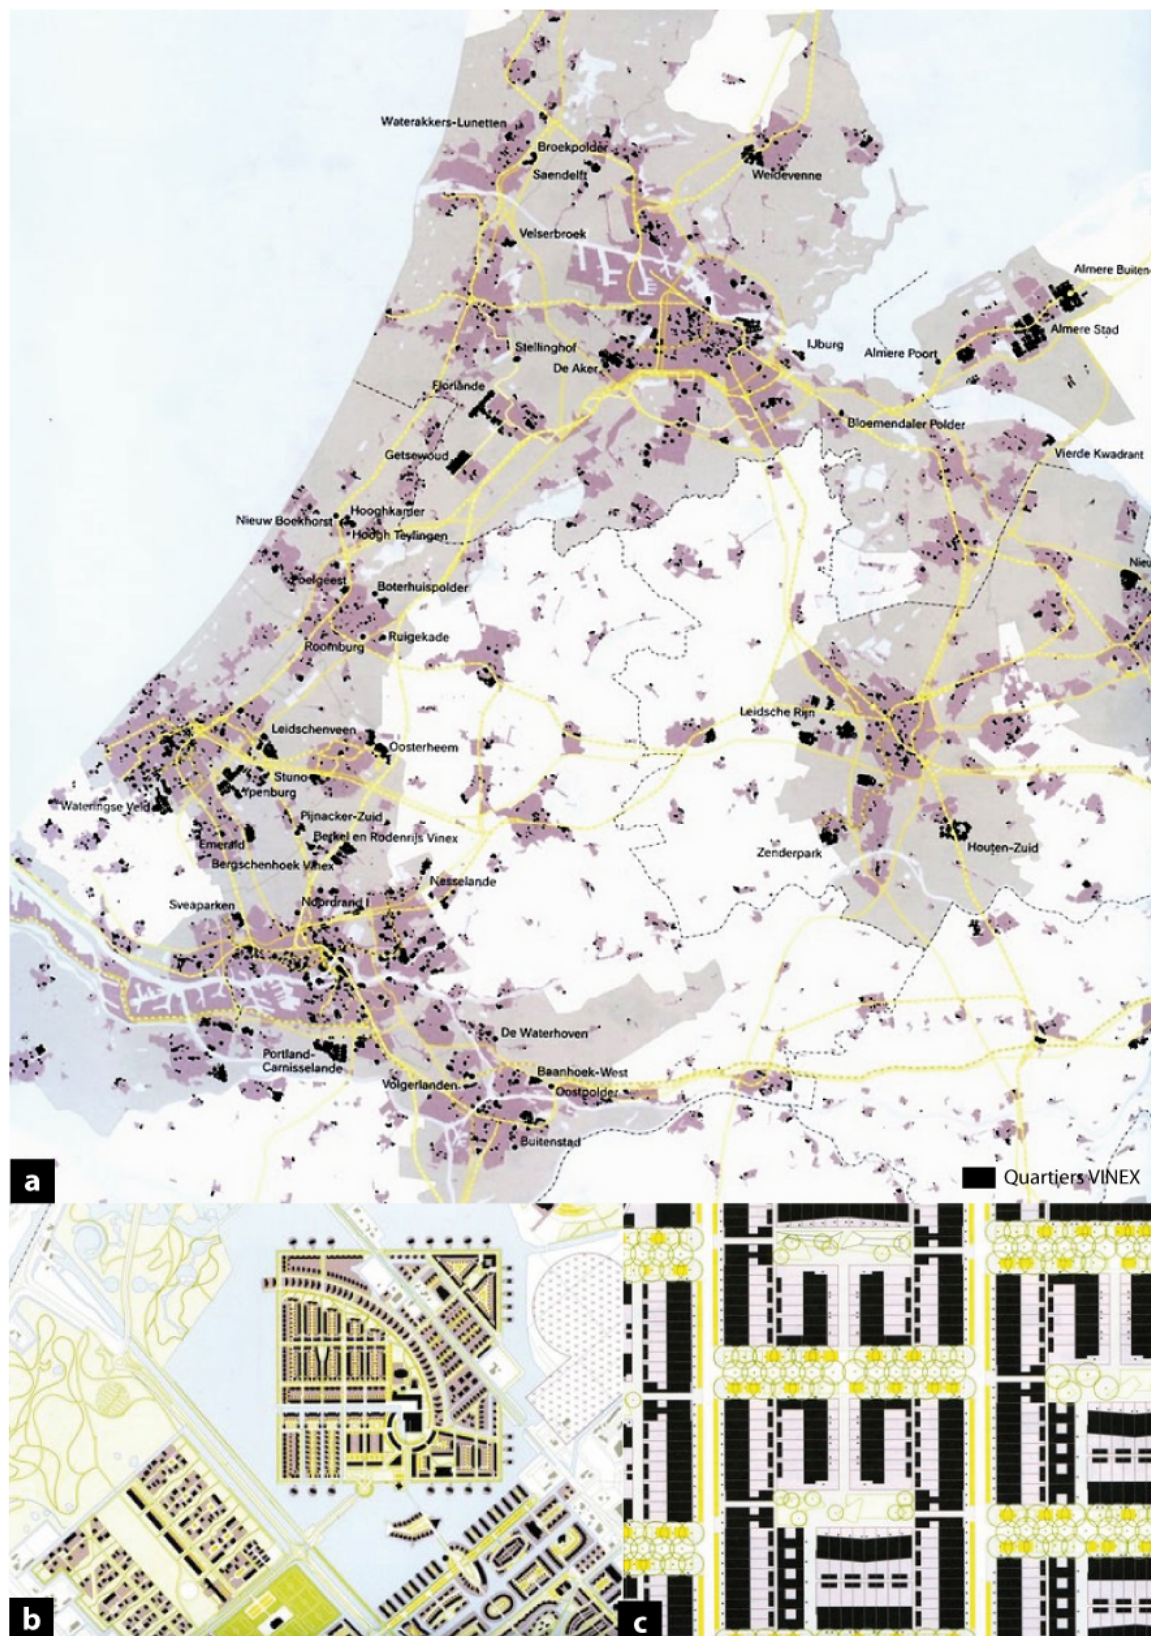 Waterakkers-Lunetten
Broekpolder
Saendelft
Weidevenne
Velserbroek
Almere Buiten
Almere Stad
Stellinghof
IJburg
Almere Poort
De Aker
Floriande
Bloemendaler Polder
Getsewoud
Vierde Kwadrant
Hooghkamer
Nieuw Boekhorst
Hoogh Teylingen
Nieu
Poelgeest
Boterhuispolder
Ruigekade
Roomburg
Leidsche Rijn
Leidschenveen
Oosterheem
Stuno
Ypenburg
Wateringse Veld
Pijnacker-Zuid
Berkel en Rodenrijs Vinex
Emerald
Houten-Zuid
Zenderpark
Bergschenhoek Vinex
Nesselande
Sveaparken
Noordrand I
De Waterhoven
Portland-
Carnisselande
Baanhoek-West
Volgerlanden
Oostpolder
Buitenstad
a
Quartiers VINEX
b
c